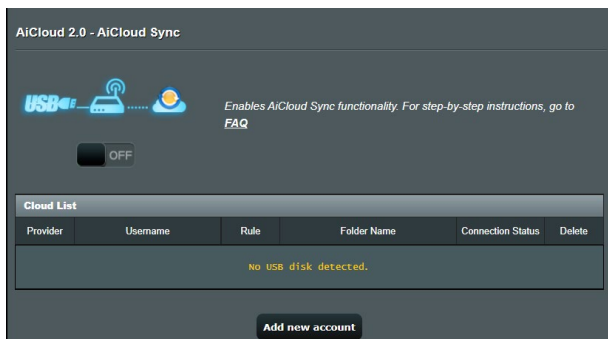 AiCloud 2.0 - AiCloud Sync
USB
Enables AiCloud Sync functionality. For step-by-step instructions, go to
FAQ
OFF
Cloud List
Provider Username Rule Folder Name Connection Status Delete
No USB disk detected.
Add new account